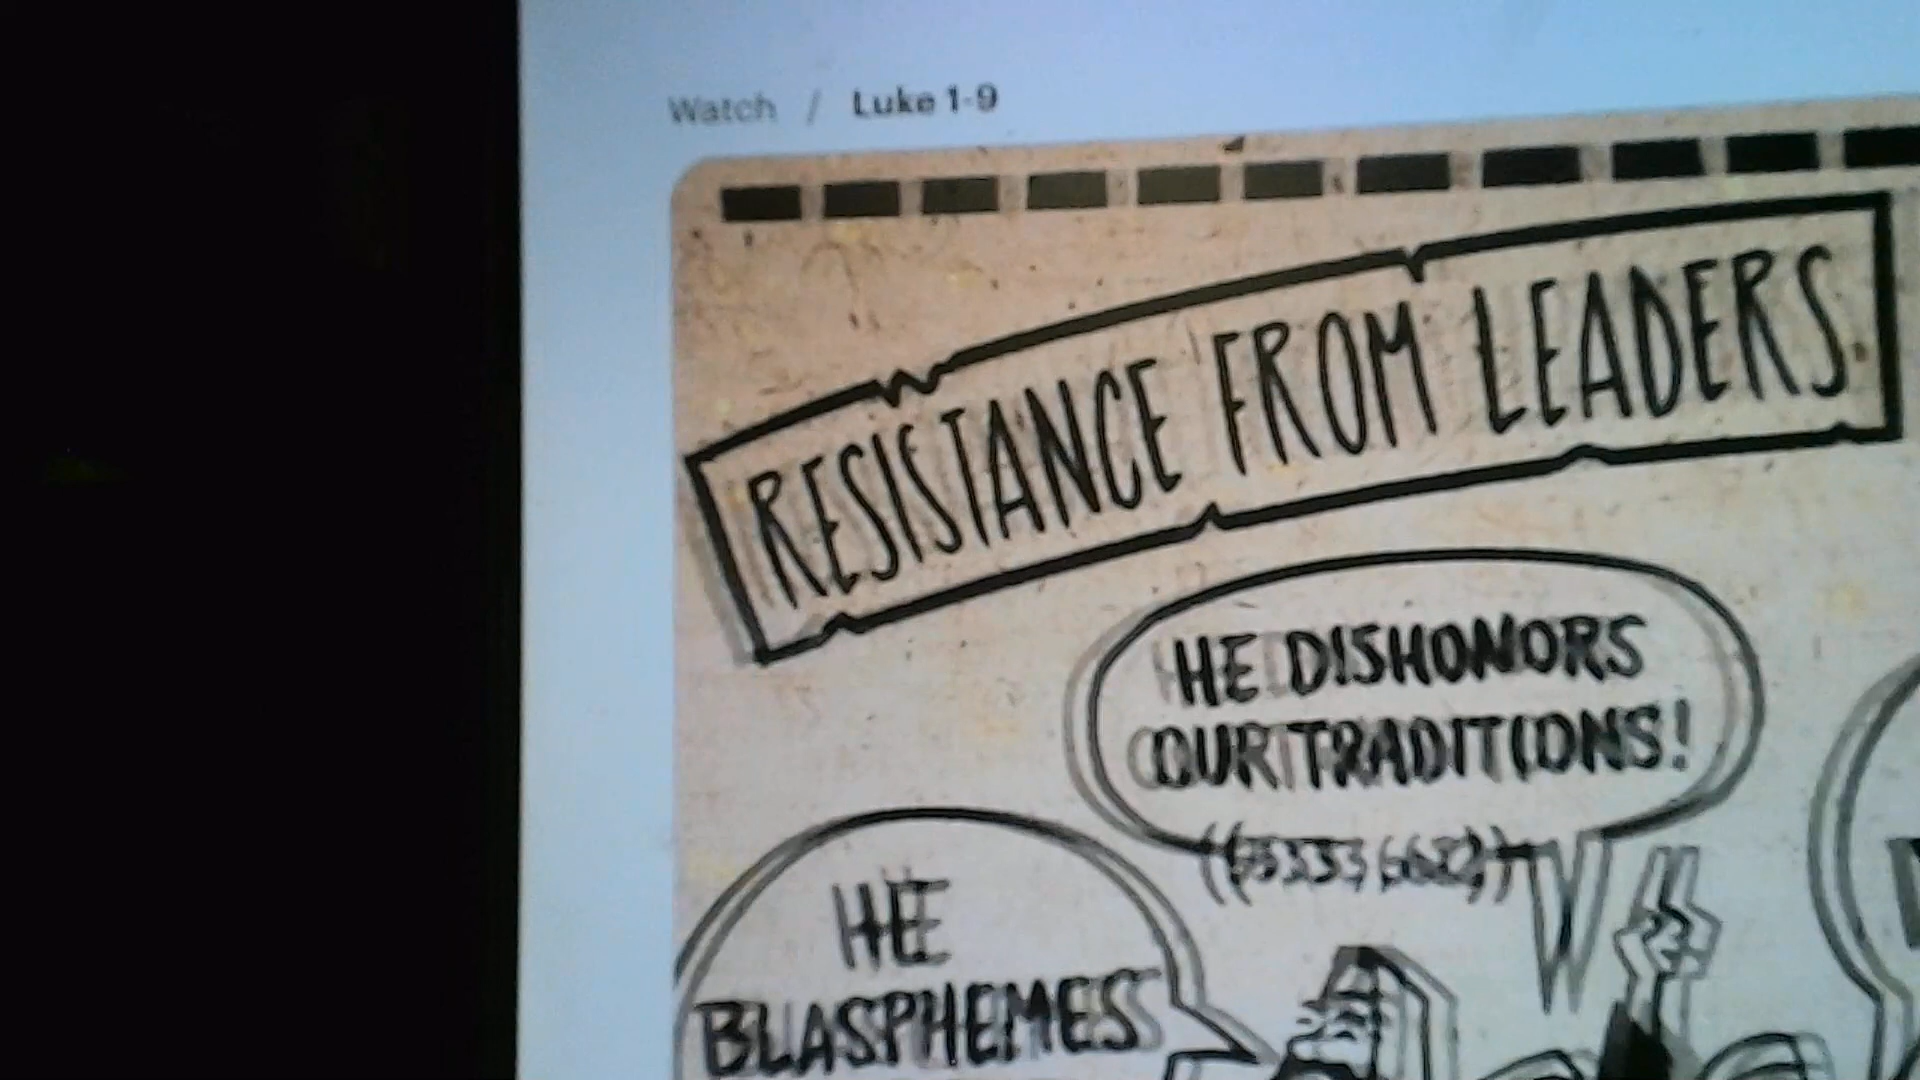 Watch / Luke 1-9
RESISTANCE FROM LEADERS
HE DISHONORS
OUR TRADITIONS!
HE
BLASPHEMES